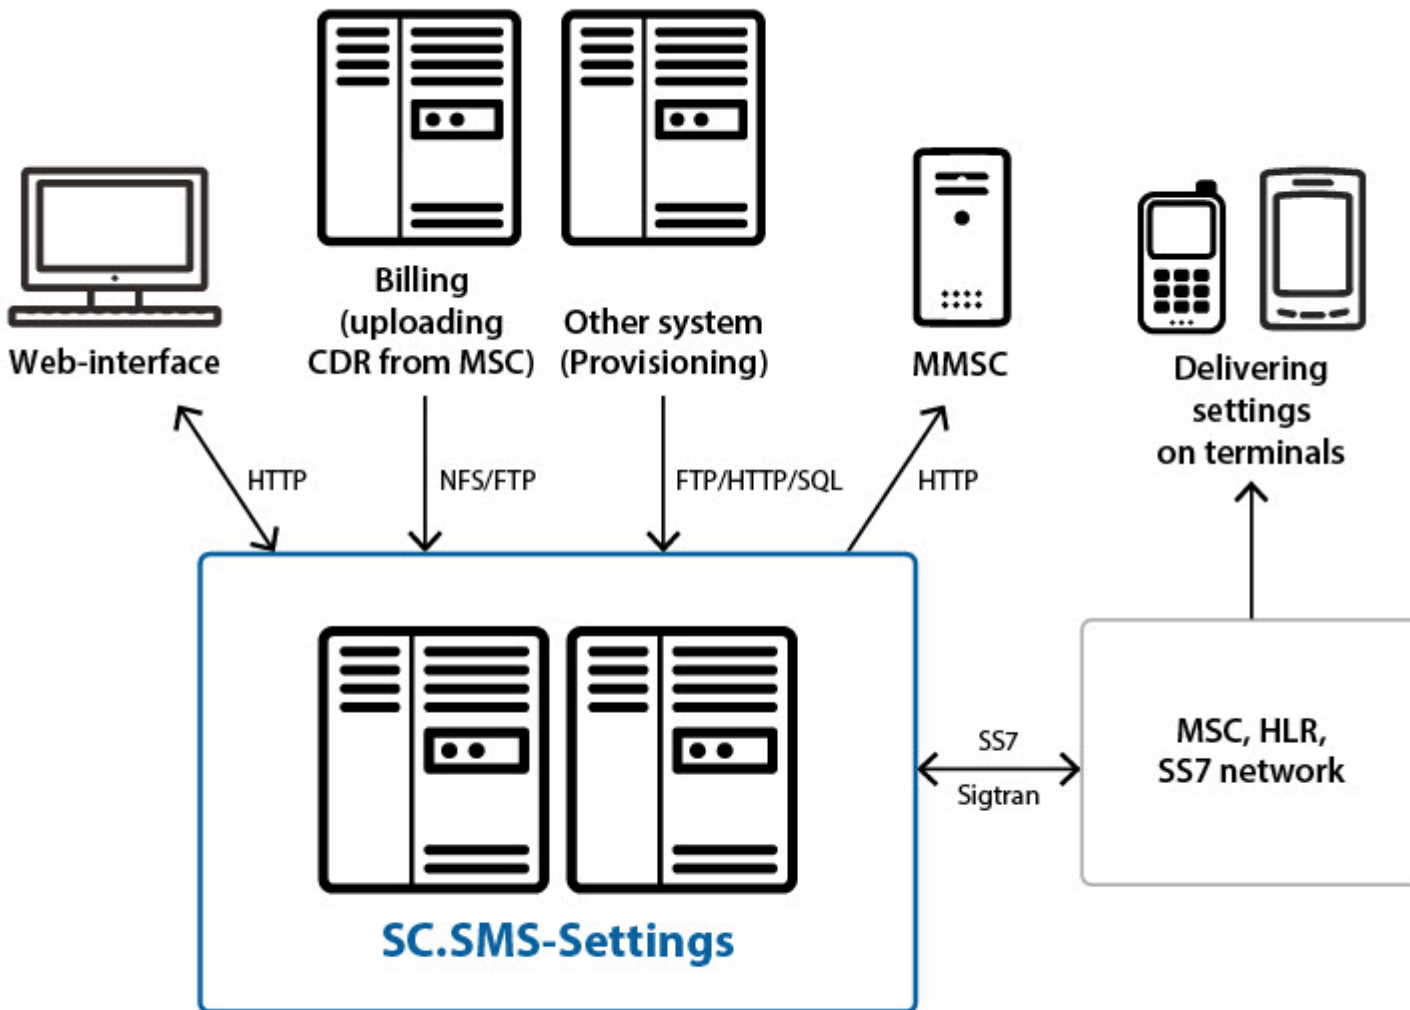 Web-interface
Billing
(uploading
CDR from MSC)
Other system
(Provisioning)
MMSC
Delivering
settings
on terminals
HTTP
NFS/FTP
FTP/HTTP/SQL
HTTP
SS7
Sigtran
MSC, HLR,
SS7 network
SC.SMS-Settings